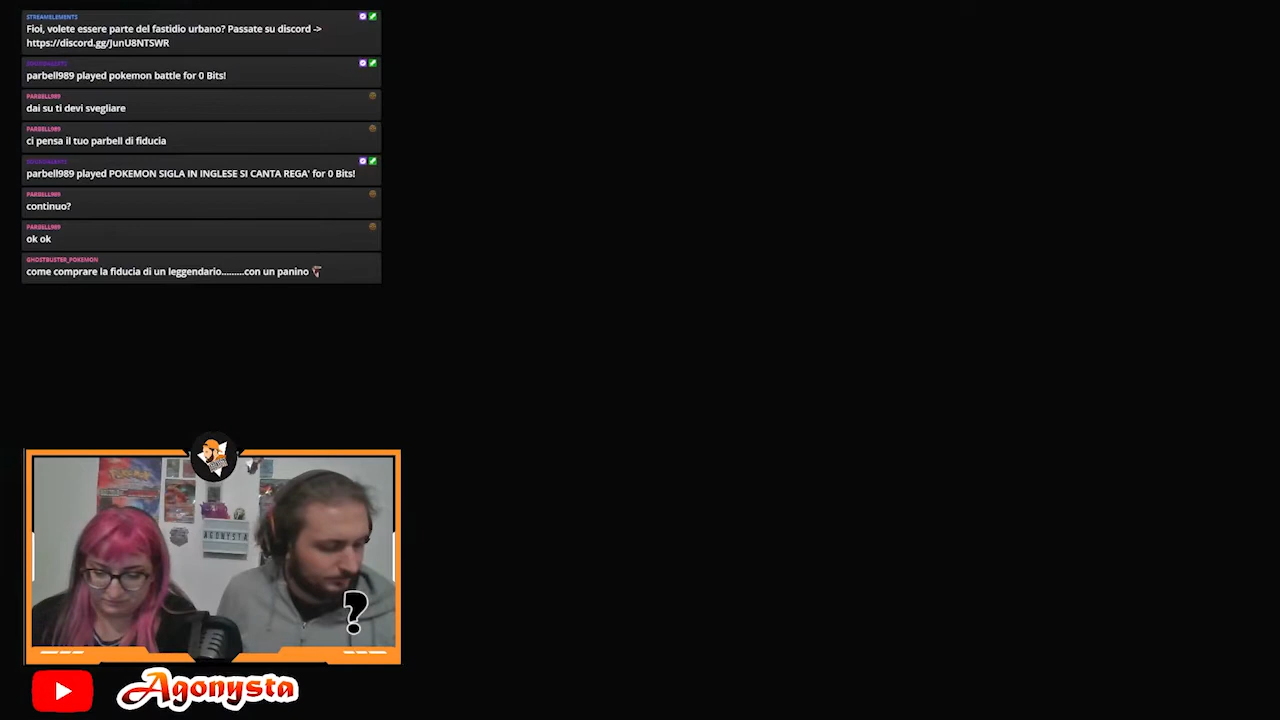 STREAMELEMENTS
Fioi, volete essere parte del fastidio urbano? Passate su discord ->
https://discord.gg/JunU8NTSWR
parbell989 played pokemon battle for 0 Bits!
PARBELL989
dai su ti devi svegliare
PARBELL989
ci pensa il tuo parbell di fiducia
parbell989 played POKEMON SIGLA IN INGLESE SI CANTA REGA' for 0 Bits!
PARBELL989
continuo?
PARBELL989
ok ok
GHOSTBUSTER_POKEMON
come comprare la fiducia di un leggendario.........con un panino
AGONYSTA
?
Agonysta